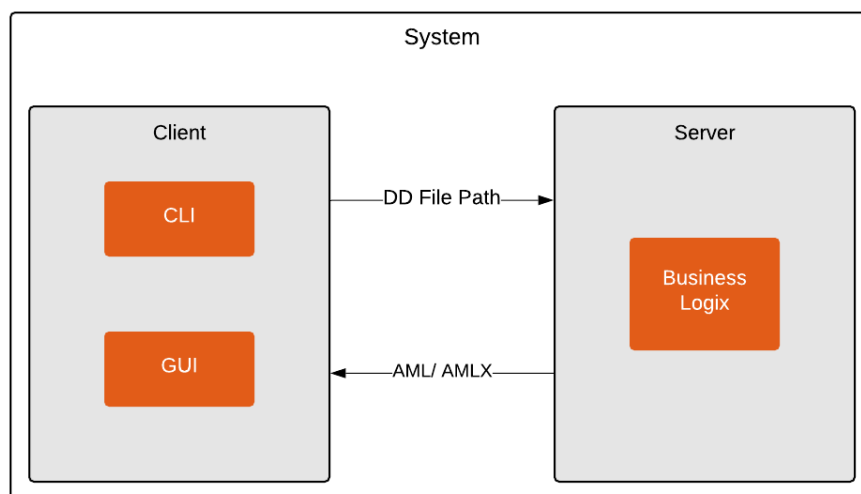 System
Client
Server
CLI
DD File Path
Business
Logix
GUI
AML/ AMLX